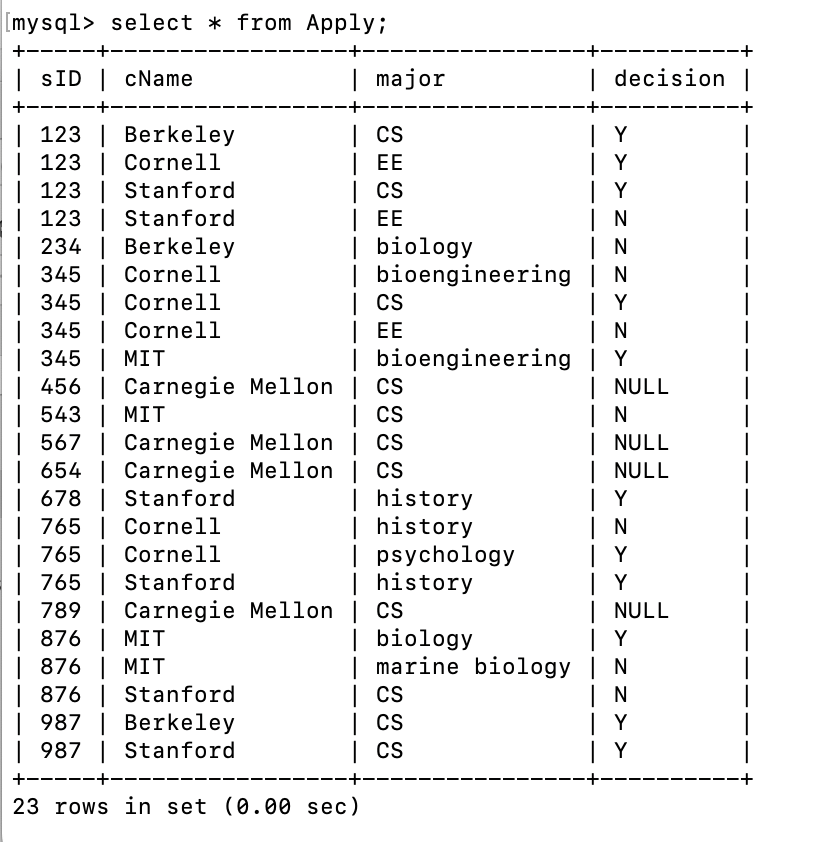 [mysql> select * from Apply;
+-----+-----------------+-----------------+----------+
| sID | cName           | major           | decision |
+-----+-----------------+-----------------+----------+
| 123 | Berkeley        | CS              | Y        |
| 123 | Cornell         | EE              | Y        |
| 123 | Stanford        | CS              | Y        |
| 123 | Stanford        | EE              | N        |
| 234 | Berkeley        | biology         | N        |
| 345 | Cornell         | bioengineering  | N        |
| 345 | Cornell         | CS              | Y        |
| 345 | Cornell         | EE              | N        |
| 345 | MIT             | bioengineering  | Y        |
| 456 | Carnegie Mellon | CS              | NULL     |
| 543 | MIT             | CS              | N        |
| 567 | Carnegie Mellon | CS              | NULL     |
| 654 | Carnegie Mellon | CS              | NULL     |
| 678 | Stanford        | history         | Y        |
| 765 | Cornell         | history         | N        |
| 765 | Cornell         | psychology      | Y        |
| 765 | Stanford        | history         | Y        |
| 789 | Carnegie Mellon | CS              | NULL     |
| 876 | MIT             | biology         | Y        |
| 876 | MIT             | marine biology  | N        |
| 876 | Stanford        | CS              | N        |
| 987 | Berkeley        | CS              | Y        |
| 987 | Stanford        | CS              | Y        |
+-----+-----------------+-----------------+----------+
23 rows in set (0.00 sec)